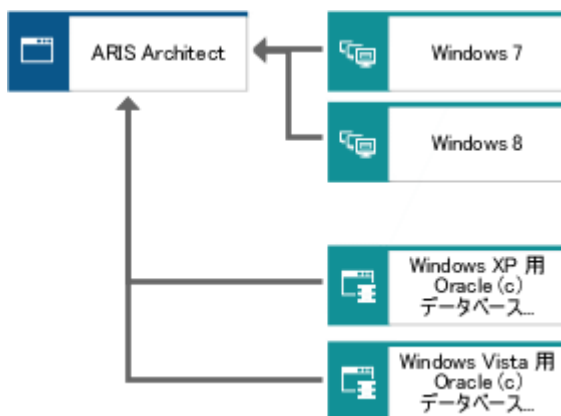 ARIS Architect
Windows 7
Windows 8
Windows XP 用
Oracle (c)
データベース...
Windows Vista 用
Oracle (c)
データベース...